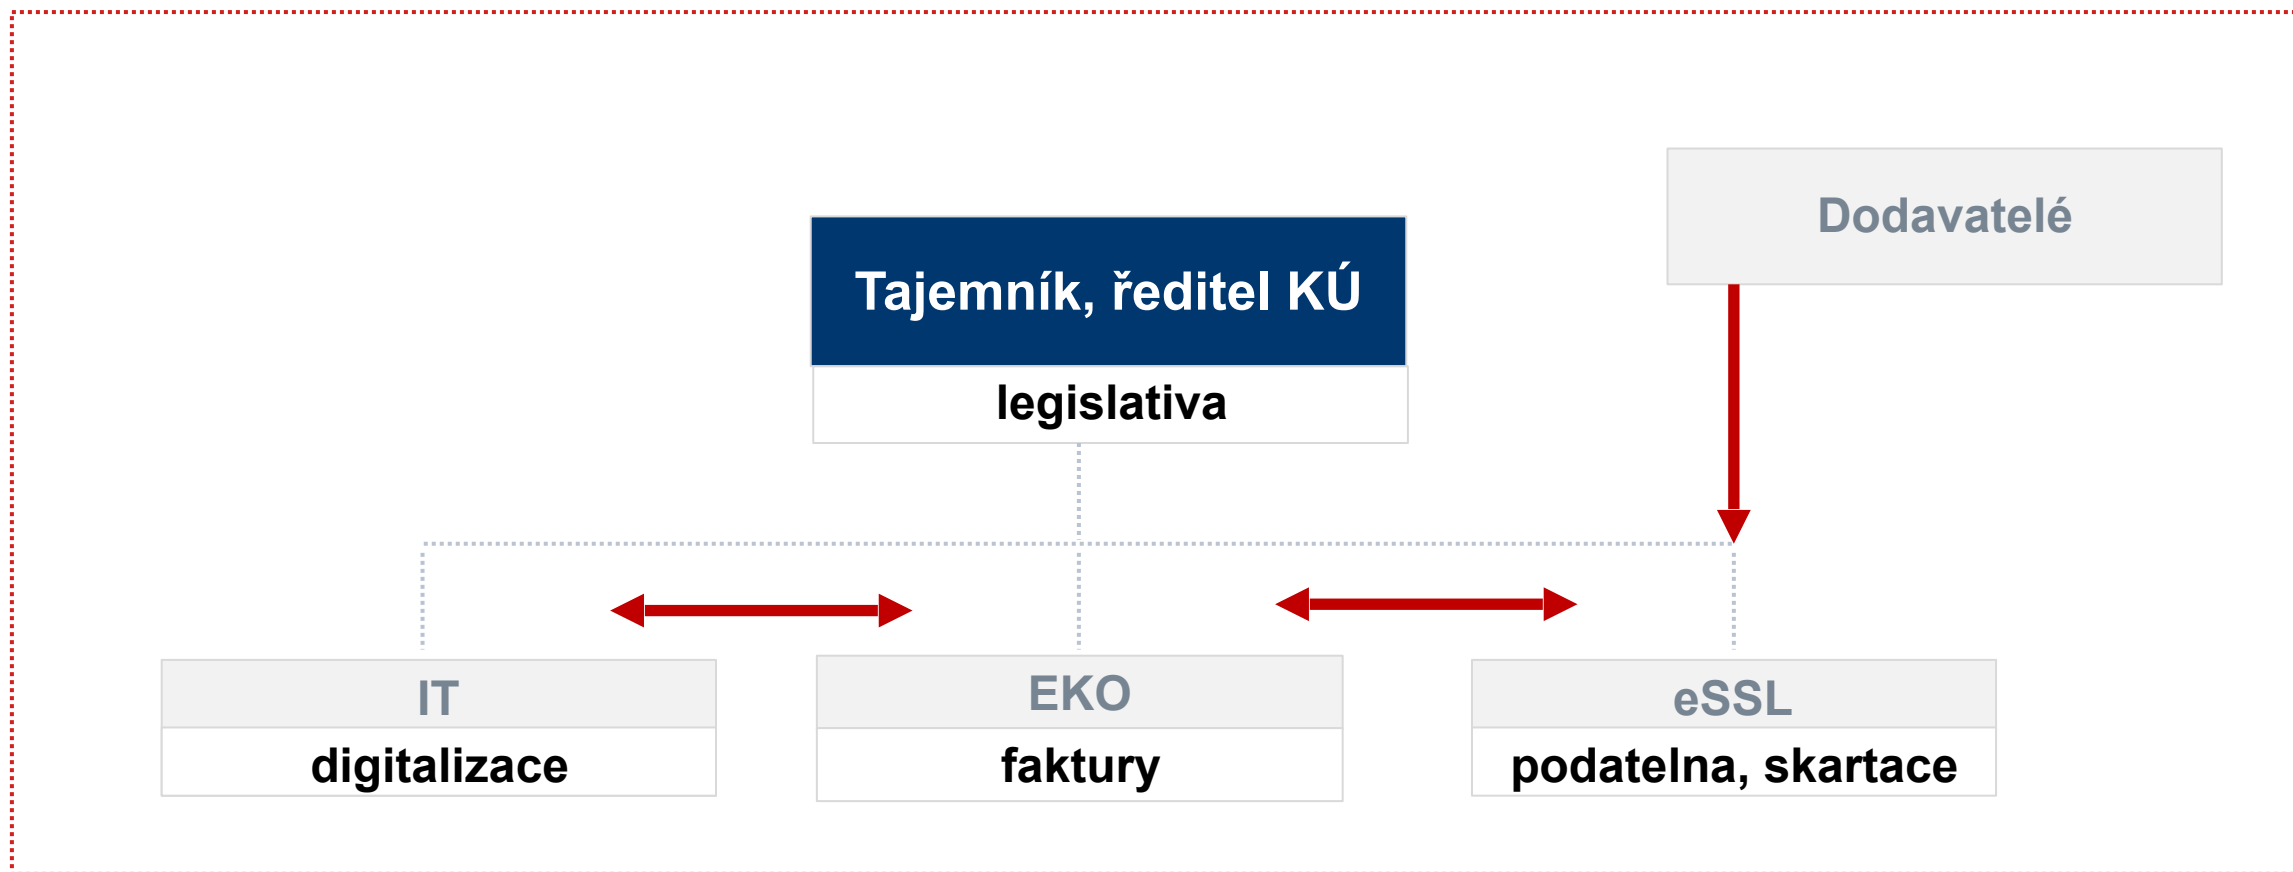 Dodavatelé
Tajemník, ředitel KÚ
legislativa
IT
digitalizace
EKO
faktury
eSSL
podatelna, skartace